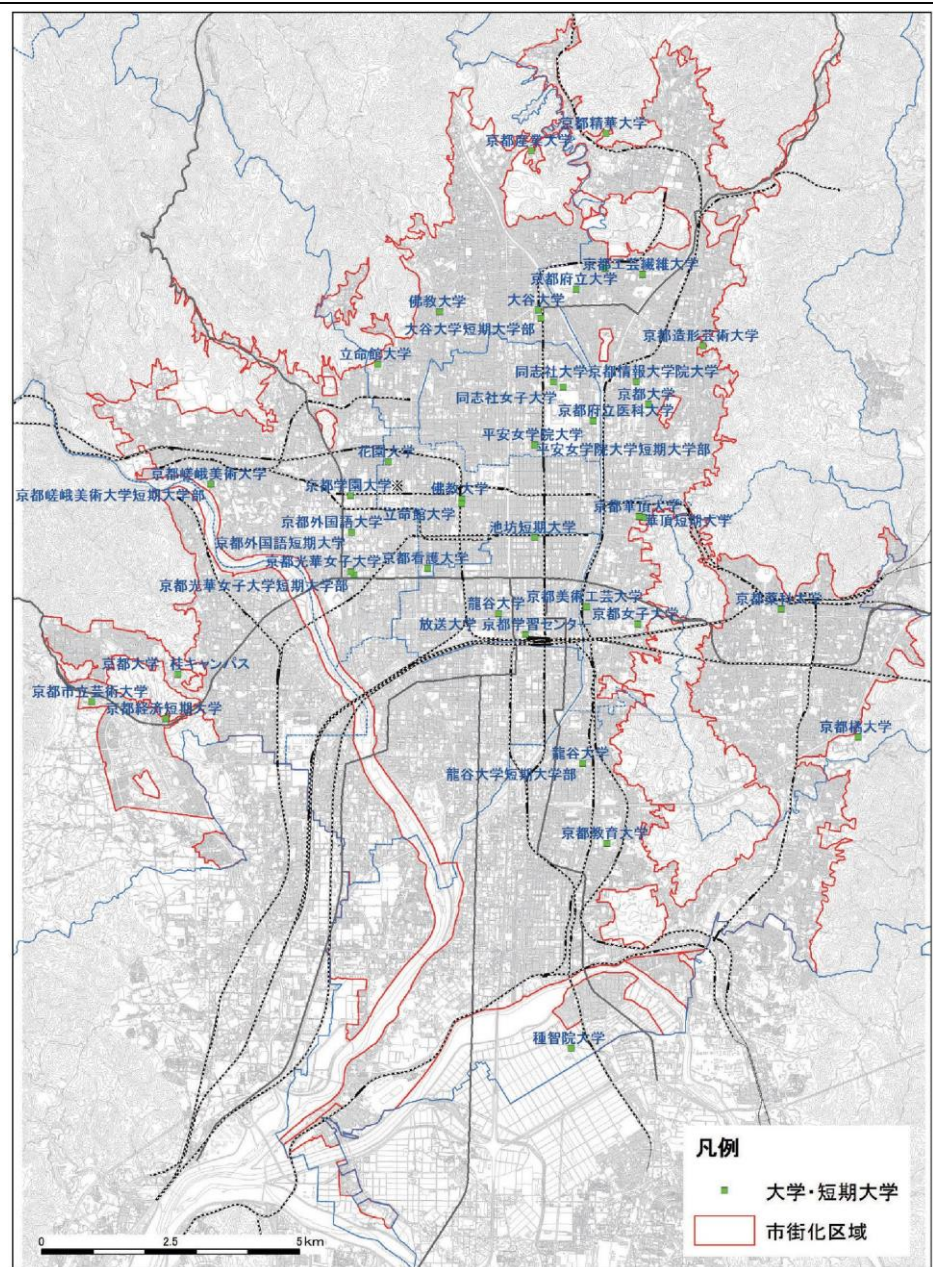 京都精華大学
京都産業大学
京都工芸繊維大学
京都府立大学
佛教大学
大谷大学
大谷大学短期大学部
京都造形芸術大学
立命館大学
同志社大学
京都情報大学院大学
同志社女子大学
京都大学
京都府立医科大学
平安女学院大学
平安女学院大学短期大学部
花園大学
京都嵯峨美術大学
京都嵯峨美術大学短期大学部
京都学園大学※
佛教大学
立命館大学
京都華頂大学
華頂短期大学
京都外国語大学
京都外国語短期大学
池坊短期大学
京都光華女子大学
京都看護大学
京都光華女子大学短期大学部
龍谷大学
京都美術工芸大学
京都女子大学
京都薬科大学
放送大学 京都学習センター
京都大学 桂キャンパス
京都市立芸術大学
京都経済短期大学
京都橘大学
龍谷大学
龍谷大学短期大学部
京都教育大学
種智院大学
凡例
大学・短期大学
市街化区域
0 2.5 5km